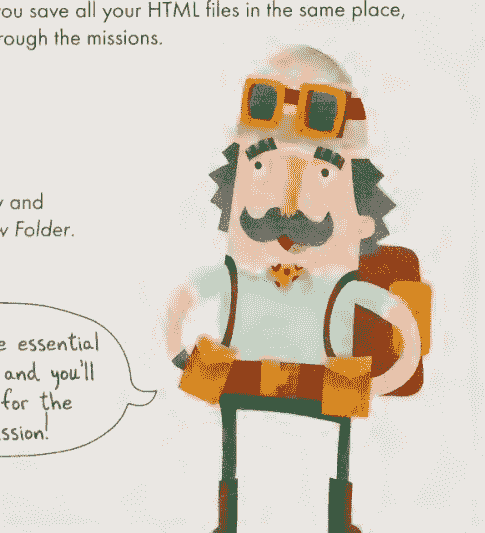 you save all your HTML files in the same place,
rough the missions.
and
Folder.
essential
and you'll
for the
ssion!